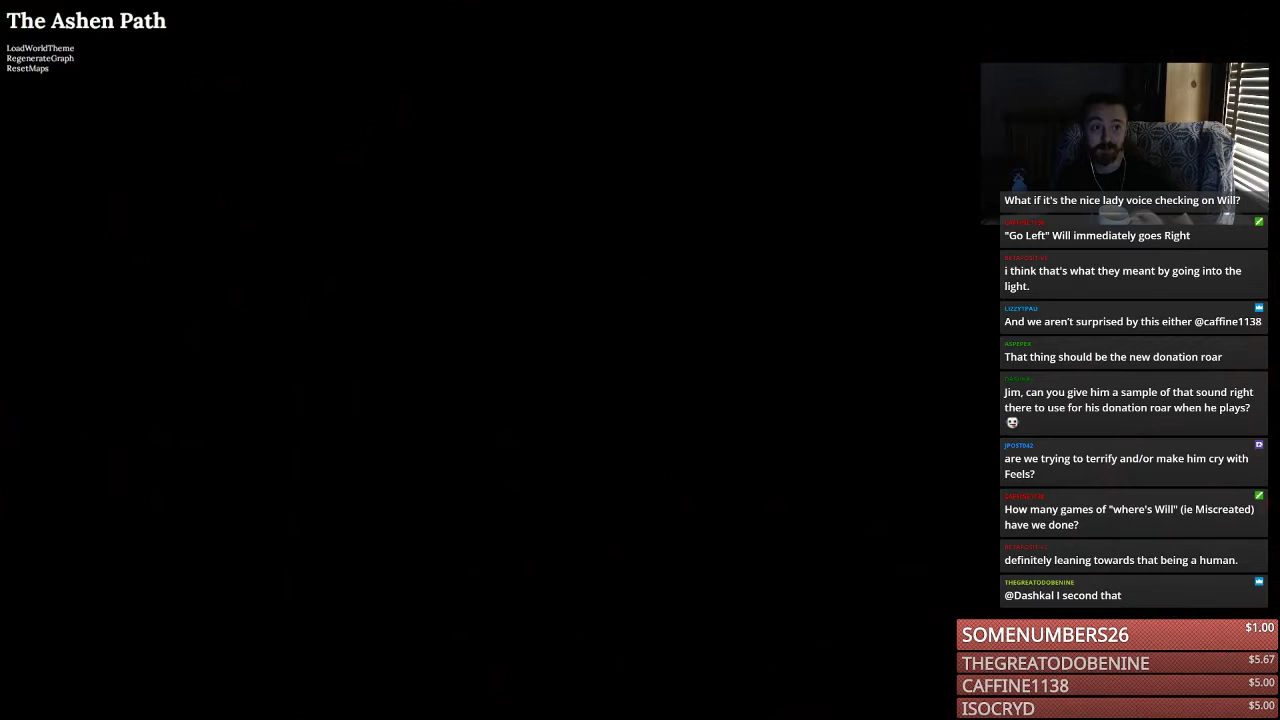 The Ashen Path
LoadWorldTheme
RegenerateGraph
ResetMaps
What if it's the nice lady voice checking on Will?
CAFFINE1138
"Go Left" Will immediately goes Right
i think that's what they meant by going into the
light.
LIZZYTPAU
And we aren't surprised by this either @caffine1138
ASPEPEX
That thing should be the new donation roar
Jim, can you give him a sample of that sound right
there to use for his donation roar when he plays?
JPOST042
are we trying to terrify and/or make him cry with
Feels?
CAFFINE1138
How many games of "where's Will" (ie Miscreated)
have we done?
definitely leaning towards that being a human.
THEGREATODOBENINE
@Dashkal I second that
SOMENUMBERS26 $1.00
THEGREATODOBENINE $5.67
CAFFINE1138 $5.00
ISOCRYD $5.00